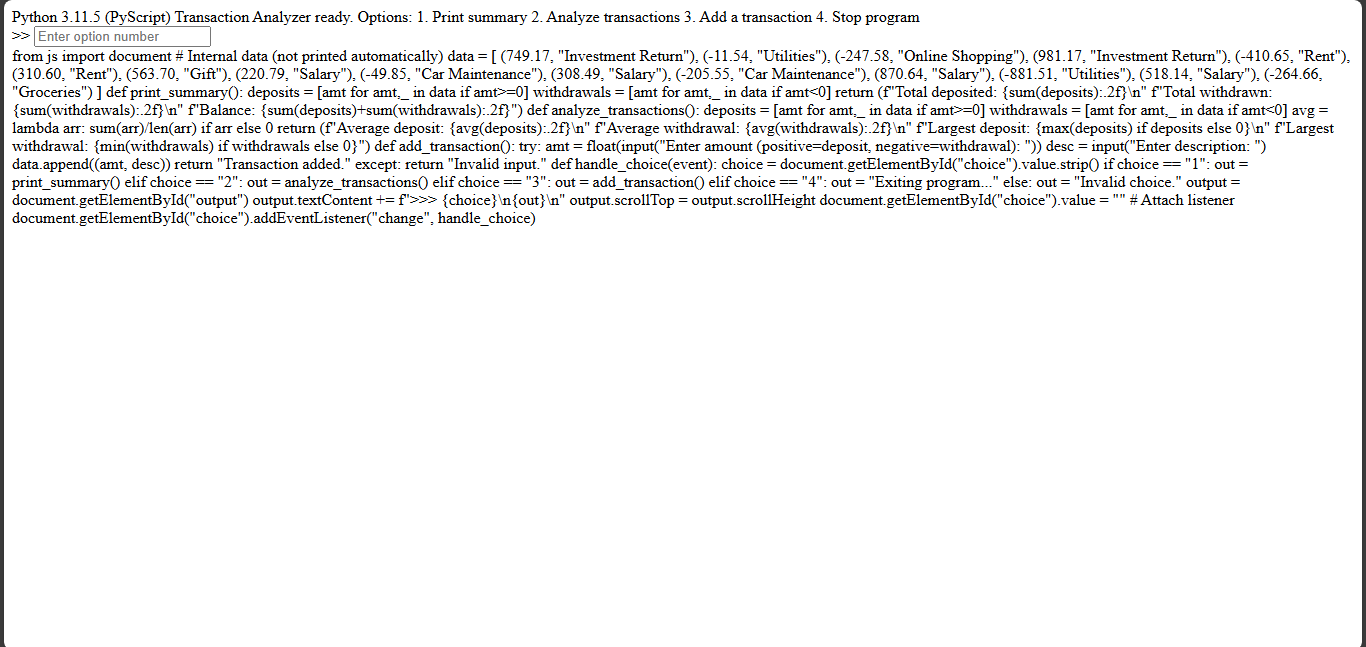 Python 3.11.5 (PyScript) Transaction Analyzer ready. Options: 1. Print summary 2. Analyze transactions 3. Add a transaction 4. Stop program
>> Enter option number
from js import document # Internal data (not printed automatically) data = [ (749.17, "Investment Return"), (-11.54, "Utilities"), (-247.58, "Online Shopping"), (981.17, "Investment Return"), (-410.65, "Rent"),
(310.60, "Rent"), (563.70, "Gift"), (220.79, "Salary"), (-49.85, "Car Maintenance"), (308.49, "Salary"), (-205.55, "Car Maintenance"), (870.64, "Salary"), (-881.51, "Utilities"), (518.14, "Salary"), (-264.66,
"Groceries") ] def print_summary(): deposits = [amt for amt,_ in data if amt>=0] withdrawals = [amt for amt,_ in data if amt<0] return (f"Total deposited: {sum(deposits):.2f}\n" f"Total withdrawn:
{sum(withdrawals):.2f}\n" f"Balance: {sum(deposits)+sum(withdrawals):.2f}") def analyze_transactions(): deposits = [amt for amt,_ in data if amt>=0] withdrawals = [amt for amt,_ in data if amt<0] avg =
lambda arr: sum(arr)/len(arr) if arr else 0 return (f"Average deposit: {avg(deposits):.2f}\n" f"Average withdrawal: {avg(withdrawals):.2f}\n" f"Largest deposit: {max(deposits) if deposits else 0}\n" f"Largest
withdrawal: {min(withdrawals) if withdrawals else 0}") def add_transaction(): try: amt = float(input("Enter amount (positive=deposit, negative=withdrawal): ")) desc = input("Enter description: ")
data.append((amt, desc)) return "Transaction added." except: return "Invalid input." def handle_choice(event): choice = document.getElementById("choice").value.strip() if choice == "1": out =
print_summary() elif choice == "2": out = analyze_transactions() elif choice == "3": out = add_transaction() elif choice == "4": out = "Exiting program..." else: out = "Invalid choice." output =
document.getElementById("output") output.textContent += f">>> {choice}\n{out}\n" output.scrollTop = output.scrollHeight document.getElementById("choice").value = "" # Attach listener
document.getElementById("choice").addEventListener("change", handle_choice)